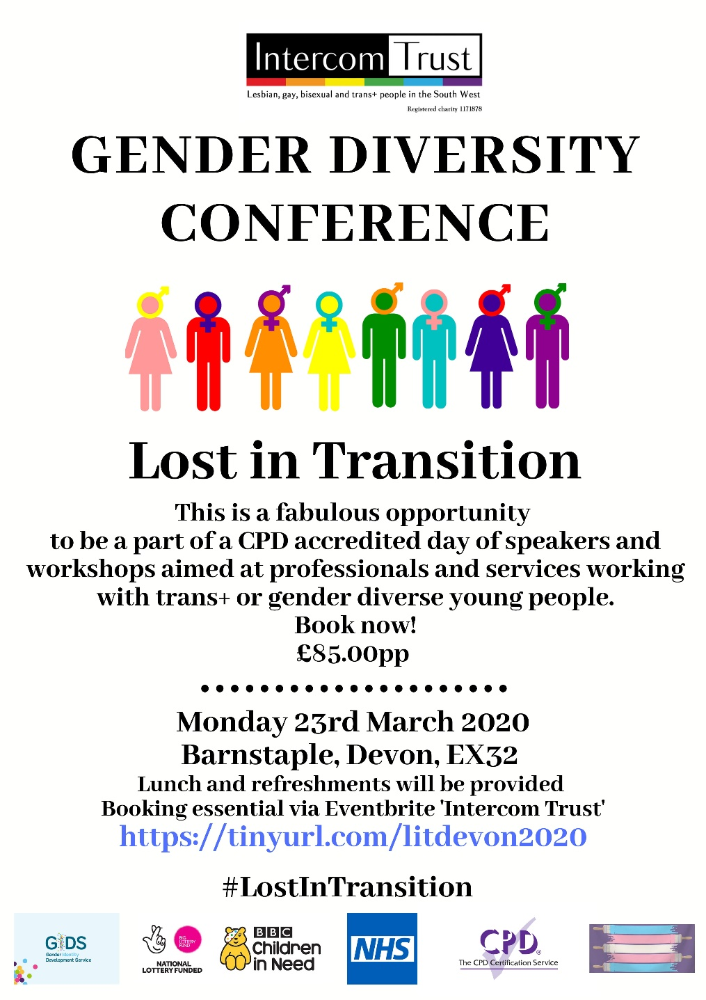 Intercom Trust
Lesbian, gay, bisexual and trans+ people in the South West
Registered charity 1171878
GENDER DIVERSITY
CONFERENCE
Lost in Transition
This is a fabulous opportunity
to be a part of a CPD accredited day of speakers and
workshops aimed at professionals and services working
with trans+ or gender diverse young people.
Book now!
£85.00pp
Monday 23rd March 2020
Barnstaple, Devon, EX32
Lunch and refreshments will be provided
Booking essential via Eventbrite 'Intercom Trust'
https://tinyurl.com/litdevon2020
#LostInTransition
GIDS
Gender Identity
Development Service
BIG
LOTTERY
FUND
NATIONAL
LOTTERY FUNDED
BBC
Children
in Need
NHS
CPD®
The CPD Certification Service